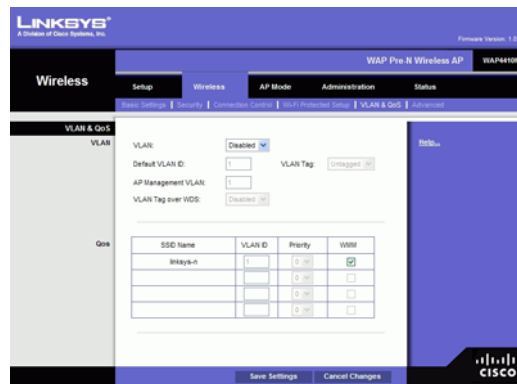 LINKSYS®
A Division of Cisco Systems, Inc.
Firmware Version: 1.0
WAP Pre-N Wireless AP WAP4410N
Wireless
Setup Wireless AP Mode Administration Status
Basic Settings | Security | Connection Control | Wi-Fi Protected Setup | VLAN & QoS | Advanced
VLAN & QoS
VLAN
VLAN: Disabled
Help...
Default VLAN ID: 1 VLAN Tag: Untagged
AP Management VLAN: 1
VLAN Tag over WDS: Disabled
Qos
SSID Name VLAN ID Priority WMM
linksys-n 1 0
0
0
0
Save Settings Cancel Changes
CISCO